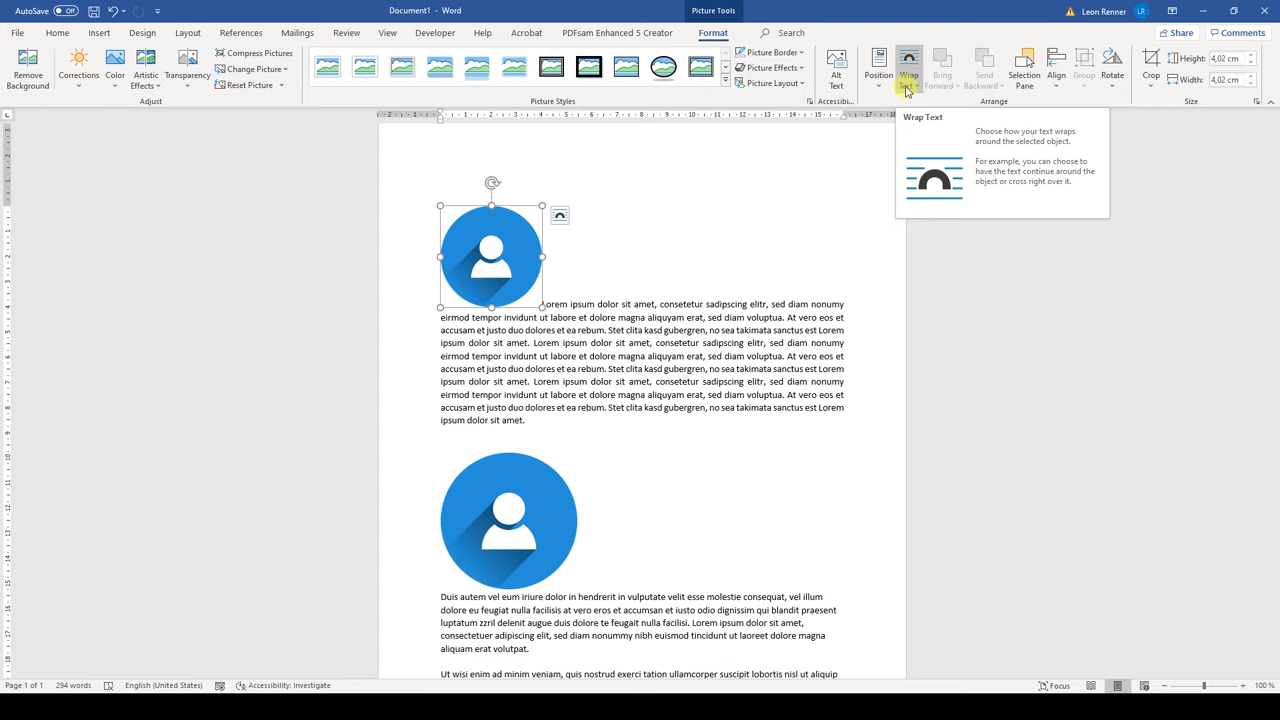 AutoSave Off
Document1 - Word
Picture Tools
Leon Renner LR
File Home Insert Design Layout References Mailings Review View Developer Help Acrobat PDFsam Enhanced 5 Creator Format Search
Share Comments
Remove Background
Corrections
Color
Artistic Effects
Transparency
Compress Pictures
Change Picture
Reset Picture
Adjust
Picture Styles
Picture Border
Picture Effects
Picture Layout
Alt Text
Accessibi...
Position
Wrap Text
Bring Forward
Send Backward
Selection Pane
Align
Group
Rotate
Arrange
Crop
Height: 4,02 cm
Width: 4,02 cm
Size
Wrap Text
Choose how your text wraps
around the selected object.
For example, you can choose to
have the text continue around the
object or cross right over it.
Lorem ipsum dolor sit amet, consetetur sadipscing elitr, sed diam nonumy
eirmod tempor invidunt ut labore et dolore magna aliquyam erat, sed diam voluptua. At vero eos et
accusam et justo duo dolores et ea rebum. Stet clita kasd gubergren, no sea takimata sanctus est Lorem
ipsum dolor sit amet. Lorem ipsum dolor sit amet, consetetur sadipscing elitr, sed diam nonumy
eirmod tempor invidunt ut labore et dolore magna aliquyam erat, sed diam voluptua. At vero eos et
accusam et justo duo dolores et ea rebum. Stet clita kasd gubergren, no sea takimata sanctus est Lorem
ipsum dolor sit amet. Lorem ipsum dolor sit amet, consetetur sadipscing elitr, sed diam nonumy
eirmod tempor invidunt ut labore et dolore magna aliquyam erat, sed diam voluptua. At vero eos et
accusam et justo duo dolores et ea rebum. Stet clita kasd gubergren, no sea takimata sanctus est Lorem
ipsum dolor sit amet.
Duis autem vel eum iriure dolor in hendrerit in vulputate velit esse molestie consequat, vel illum
dolore eu feugiat nulla facilisis at vero eros et accumsan et iusto odio dignissim qui blandit praesent
luptatum zzril delenit augue duis dolore te feugait nulla facilisi. Lorem ipsum dolor sit amet,
consectetuer adipiscing elit, sed diam nonummy nibh euismod tincidunt ut laoreet dolore magna
aliquam erat volutpat.
Ut wisi enim ad minim veniam, quis nostrud exerci tation ullamcorper suscipit lobortis nisl ut aliquip
Page 1 of 1 294 words English (United States) Accessibility: Investigate Focus 100 %